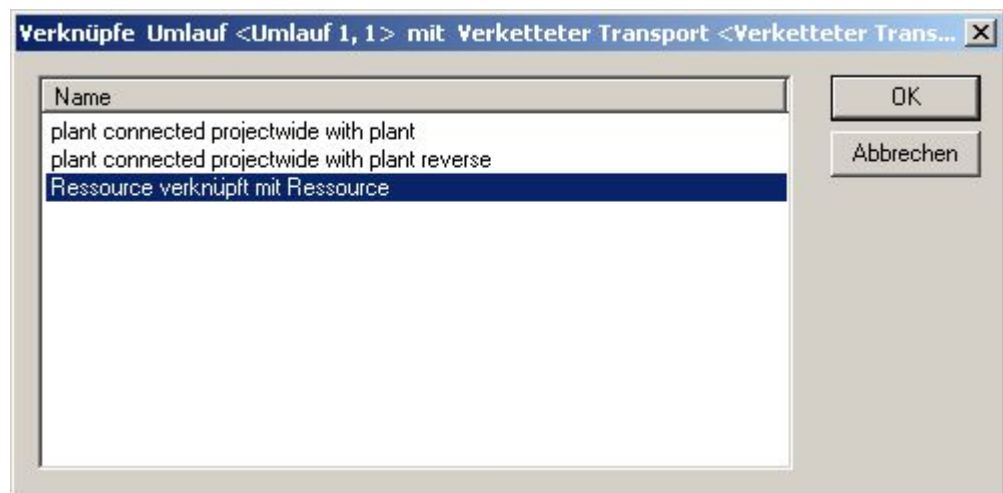 Verknüpfe Umlauf <Umlauf 1, 1> mit Verketteter Transport <Verketteter Trans...
Name
OK
plant connected projectwide with plant
plant connected projectwide with plant reverse
Abbrechen
Ressource verknüpft mit Ressource